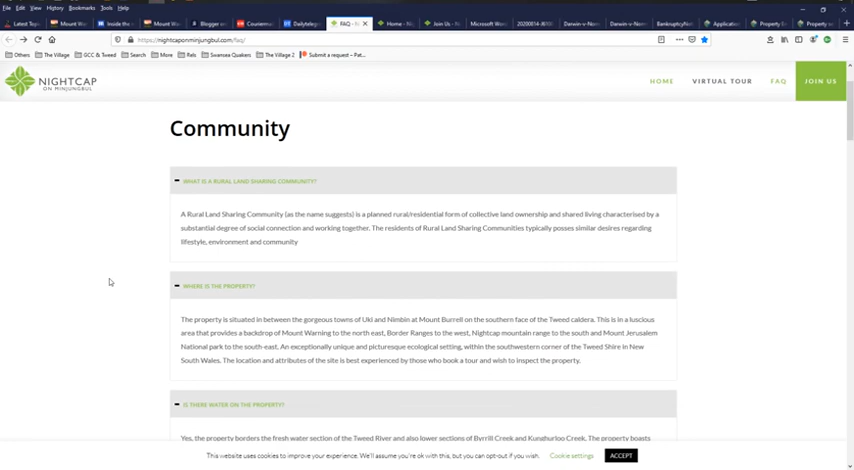 File Edit View History Bookmarks Tools Help
Latest Top Mount W Inside the Mount W Blogger Courierma Dailytele FAQ - N Home - N Join Us - N Microsoft Wor 20200814-J6 Darwin-v-Night Darwin-v-Night BankruptcyNoti Application Property B Property s
https://nightcaponminjungbul.com/faq/
Others The Village GCC & Tweed Search More Rels Swansea Quakers The Village 2 Submit a request – Pat...
NIGHTCAP
ON MINJUNGBUL
HOME VIRTUAL TOUR FAQ JOIN US
Community
WHAT IS A RURAL LAND SHARING COMMUNITY?
A Rural Land Sharing Community (as the name suggests) is a planned rural/residential form of collective land ownership and shared living characterised by a
substantial degree of social connection and working together. The residents of Rural Land Sharing Communities typically posses similar desires regarding
lifestyle, environment and community
WHERE IS THE PROPERTY?
The property is situated in between the gorgeous towns of Uki and Nimbin at Mount Burrell on the southern face of the Tweed caldera. This is in a luscious
area that provides a backdrop of Mount Warning to the north east, Border Ranges to the west, Nightcap mountain range to the south and Mount Jerusalem
National park to the south-east. An exceptionally unique and picturesque ecological setting, within the southwestern corner of the Tweed Shire in New
South Wales. The location and attributes of the site is best experienced by those who book a tour and wish to inspect the property.
IS THERE WATER ON THE PROPERTY?
Yes, the property borders the fresh water section of the Tweed River and also lower sections of Byrrill Creek and Kunghurloo Creek. The property boasts
This website uses cookies to improve your experience. We'll assume you're ok with this, but you can opt-out if you wish. Cookie settings ACCEPT